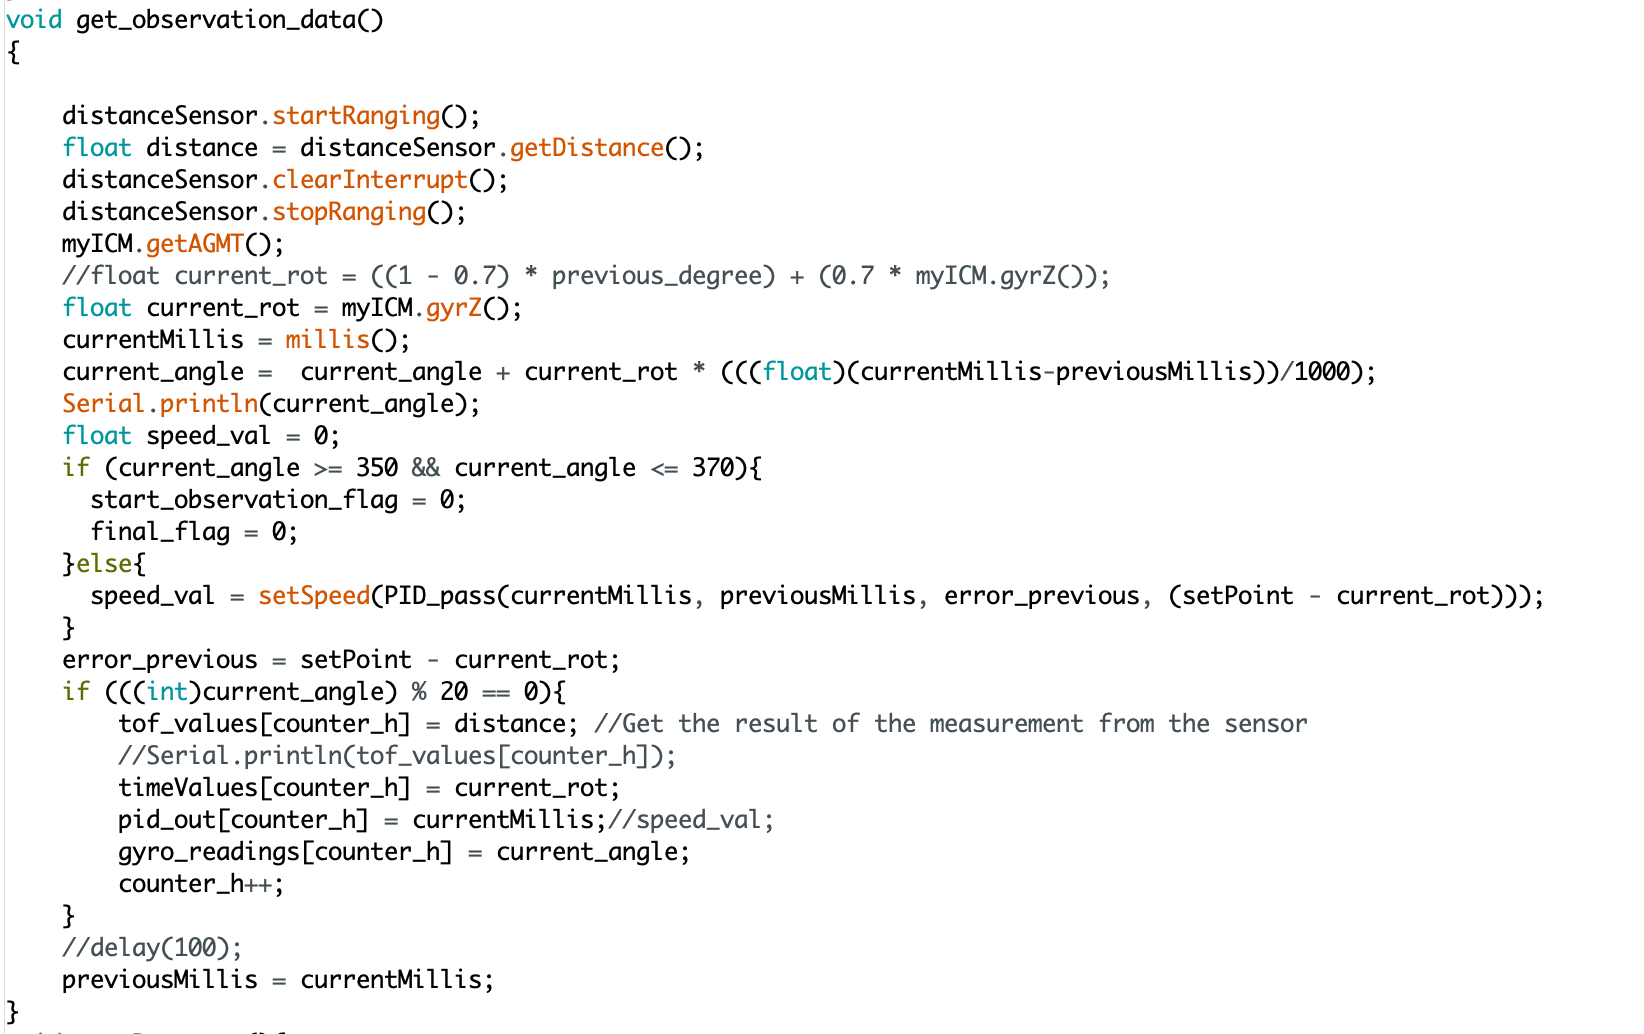 void get_observation_data()
{
distanceSensor.startRanging();
float distance = distanceSensor.getDistance();
distanceSensor.clearInterrupt();
distanceSensor.stopRanging();
myICM.getAGMT();
//float current_rot = ((1 - 0.7) * previous_degree) + (0.7 * myICM.gyrZ());
float current_rot = myICM.gyrZ();
currentMillis = millis();
current_angle =  current_angle + current_rot * (((float)(currentMillis-previousMillis))/1000);
Serial.println(current_angle);
float speed_val = 0;
if (current_angle >= 350 && current_angle <= 370){
start_observation_flag = 0;
final_flag = 0;
}else{
speed_val = setSpeed(PID_pass(currentMillis, previousMillis, error_previous, (setPoint - current_rot)));
}
error_previous = setPoint - current_rot;
if (((int)current_angle) % 20 == 0){
tof_values[counter_h] = distance; //Get the result of the measurement from the sensor
//Serial.println(tof_values[counter_h]);
timeValues[counter_h] = current_rot;
pid_out[counter_h] = currentMillis;//speed_val;
gyro_readings[counter_h] = current_angle;
counter_h++;
}
//delay(100);
previousMillis = currentMillis;
}